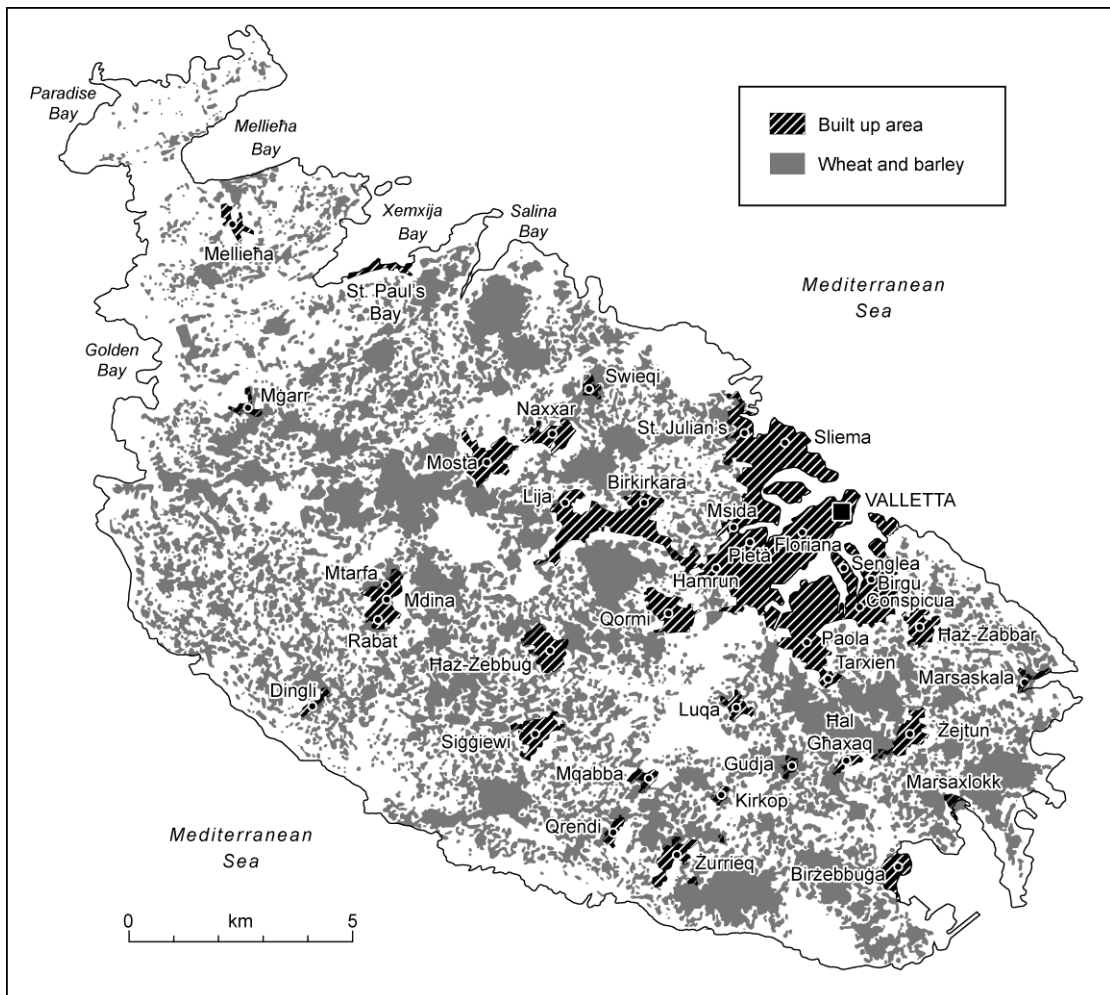 Paradise
Bay
Mellieħa
Bay
Built up area
Wheat and barley
Xemxija
Bay
Salina
Bay
Mellieħa
St. Paul's
Bay
Mediterranean
Sea
Golden
Bay
Mġarr
Swieqi
Naxxar
St. Julian's
Sliema
Mosta
Lija
Birkirkara
VALLETTA
Msida
Floriana
Pietà
Senglea
Birgu
Hamrun
Conspicua
Mtarfa
Mdina
Qormi
Rabat
Paola
Ħaż-Żabbar
Ħaż-Żebbuġ
Tarxien
Marsaskala
Dingli
Luqa
Ħal
Għaxaq
Żejtun
Siġġiewi
Gudja
Mqabba
Marsaxlokk
Kirkop
Qrendi
Mediterranean
Sea
Żurrieq
Birżebbuġa
0 km 5